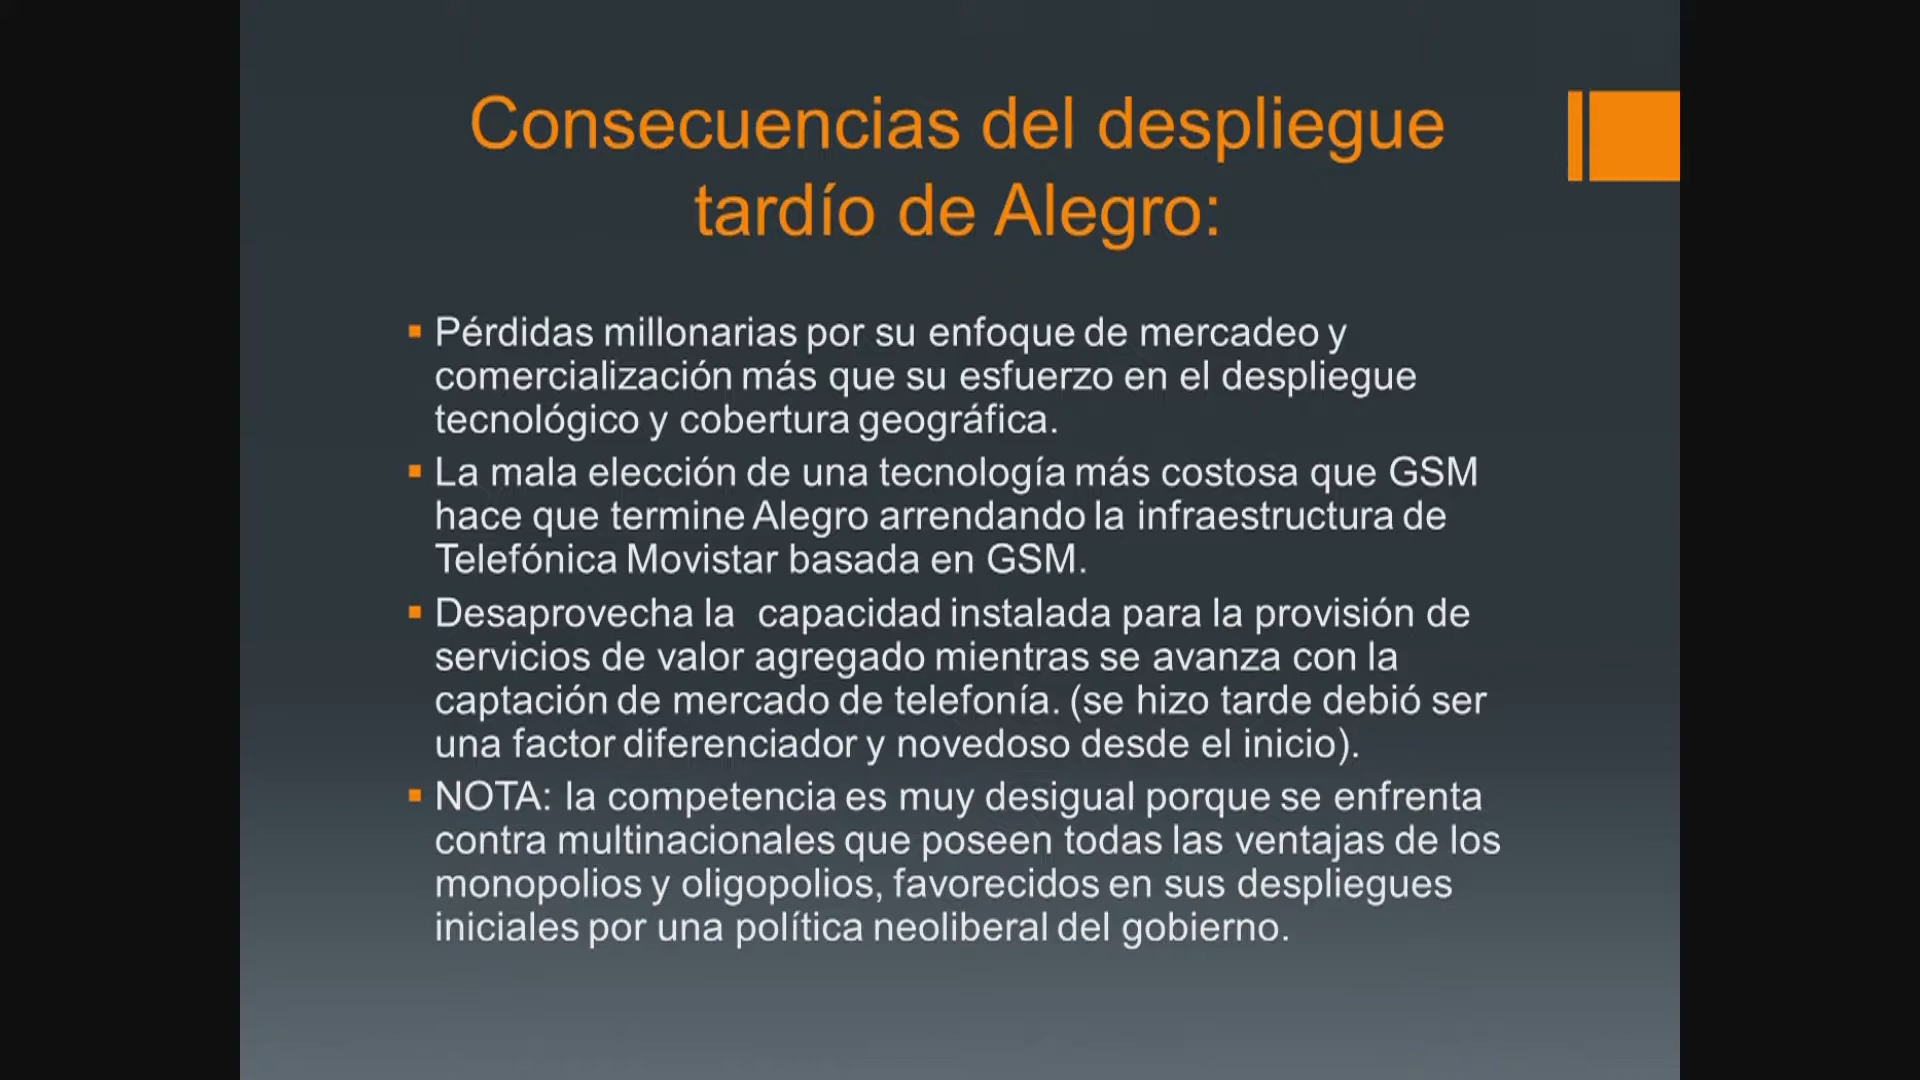 Consecuencias del despliegue
tardío de Alegro:
Pérdidas millonarias por su enfoque de mercadeo y
comercialización más que su esfuerzo en el despliegue
tecnológico y cobertura geográfica.
La mala elección de una tecnología más costosa que GSM
hace que termine Alegro arrendando la infraestructura de
Telefónica Movistar basada en GSM.
Desaprovecha la  capacidad instalada para la provisión de
servicios de valor agregado mientras se avanza con la
captación de mercado de telefonía. (se hizo tarde debió ser
una factor diferenciador y novedoso desde el inicio).
NOTA: la competencia es muy desigual porque se enfrenta
contra multinacionales que poseen todas las ventajas de los
monopolios y oligopolios, favorecidos en sus despliegues
iniciales por una política neoliberal del gobierno.